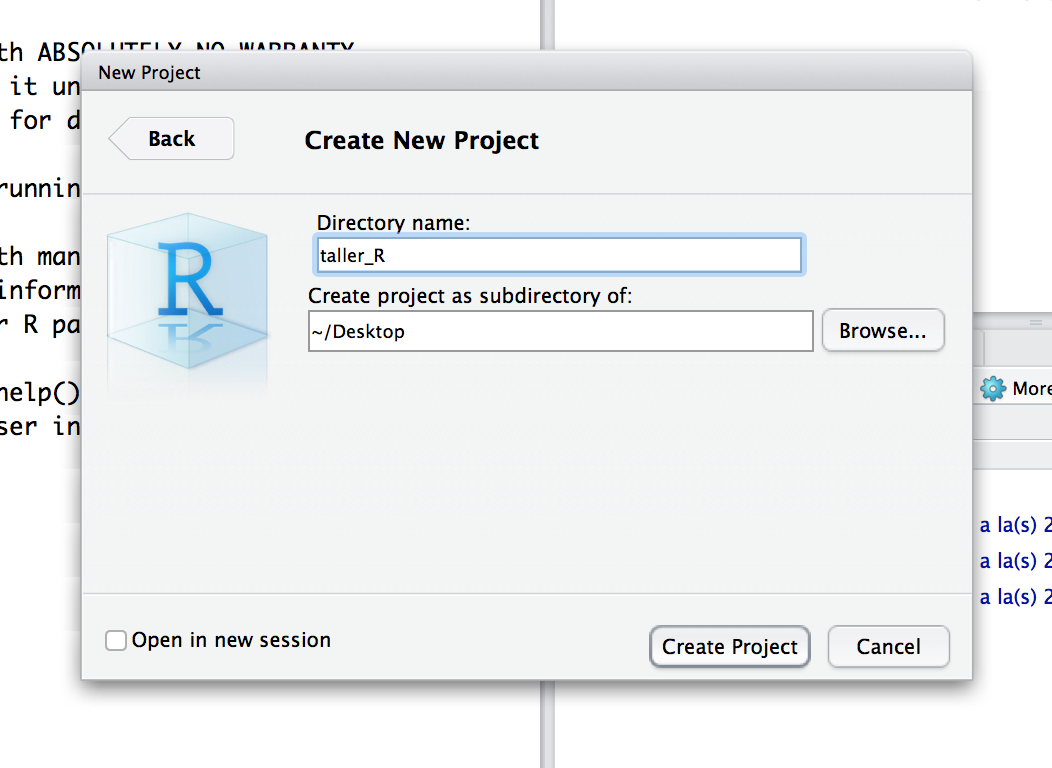 th ABSOLUTELY NO WARRANTY
it un
for d
runnin
th man
inform
r R pa
help()
ser in
New Project
Back
Create New Project
R
Directory name:
taller_R
Create project as subdirectory of:
~/Desktop
Browse...
Open in new session
Create Project
Cancel
More
a la(s) 2
a la(s) 2
a la(s) 2